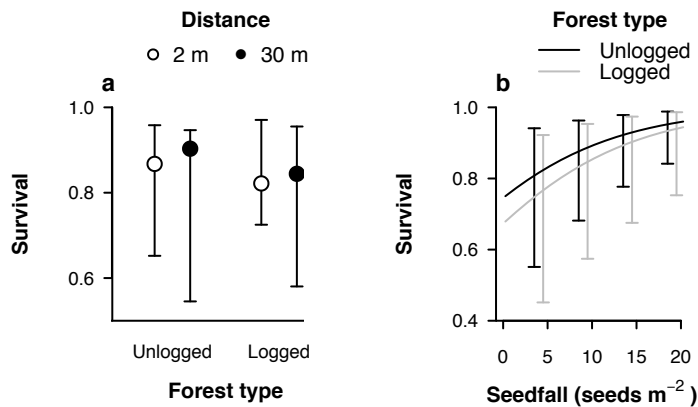 Distance
2 m
30 m
a
1.0
0.8
0.6
Survival
Unlogged
Logged
Forest type
Forest type
Unlogged
Logged
b
1.0
0.8
0.6
0.4
Survival
0
5
10
15
20
Seedfall (seeds m⁻²)